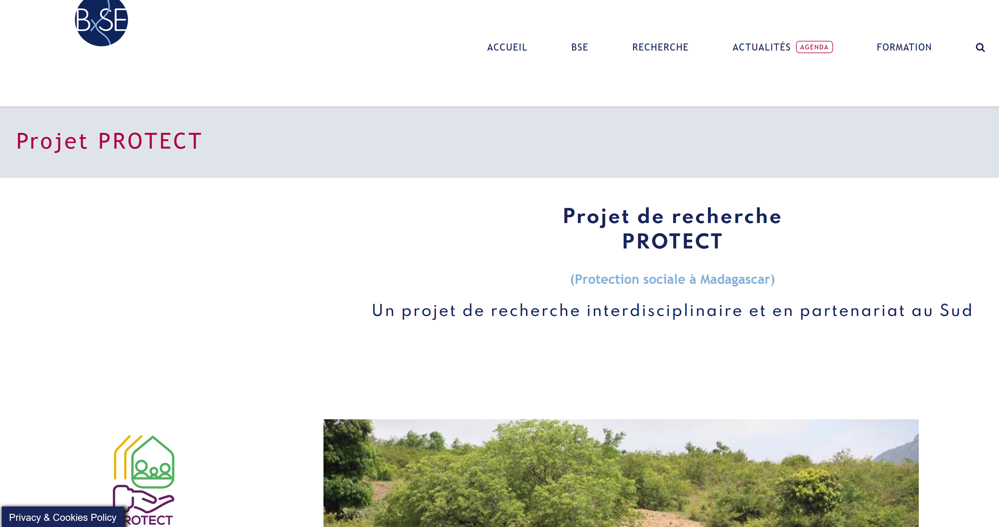 BxSE
ACCUEIL BSE RECHERCHE ACTUALITÉS AGENDA FORMATION
Projet PROTECT
Projet de recherche
PROTECT
(Protection sociale à Madagascar)
Un projet de recherche interdisciplinaire et en partenariat au Sud
ROTECT
Privacy & Cookies Policy